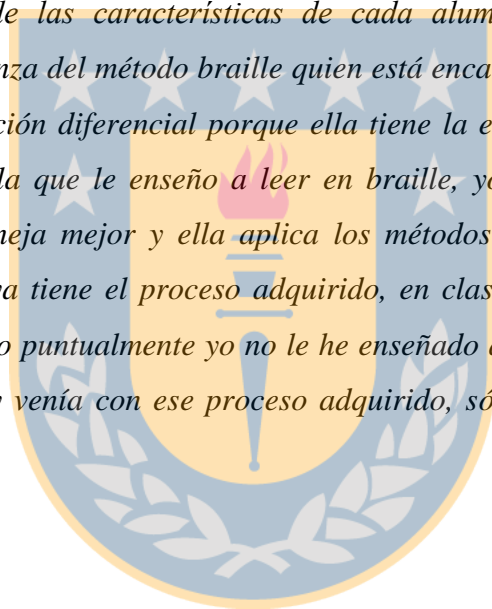 de las características de cada alum
nza del método braille quien está enca
ción diferencial porque ella tiene la e
la que le enseño a leer en braille, yo
neja mejor y ella aplica los métodos
a tiene el proceso adquirido, en clas
o puntualmente yo no le he enseñado
venía con ese proceso adquirido, só